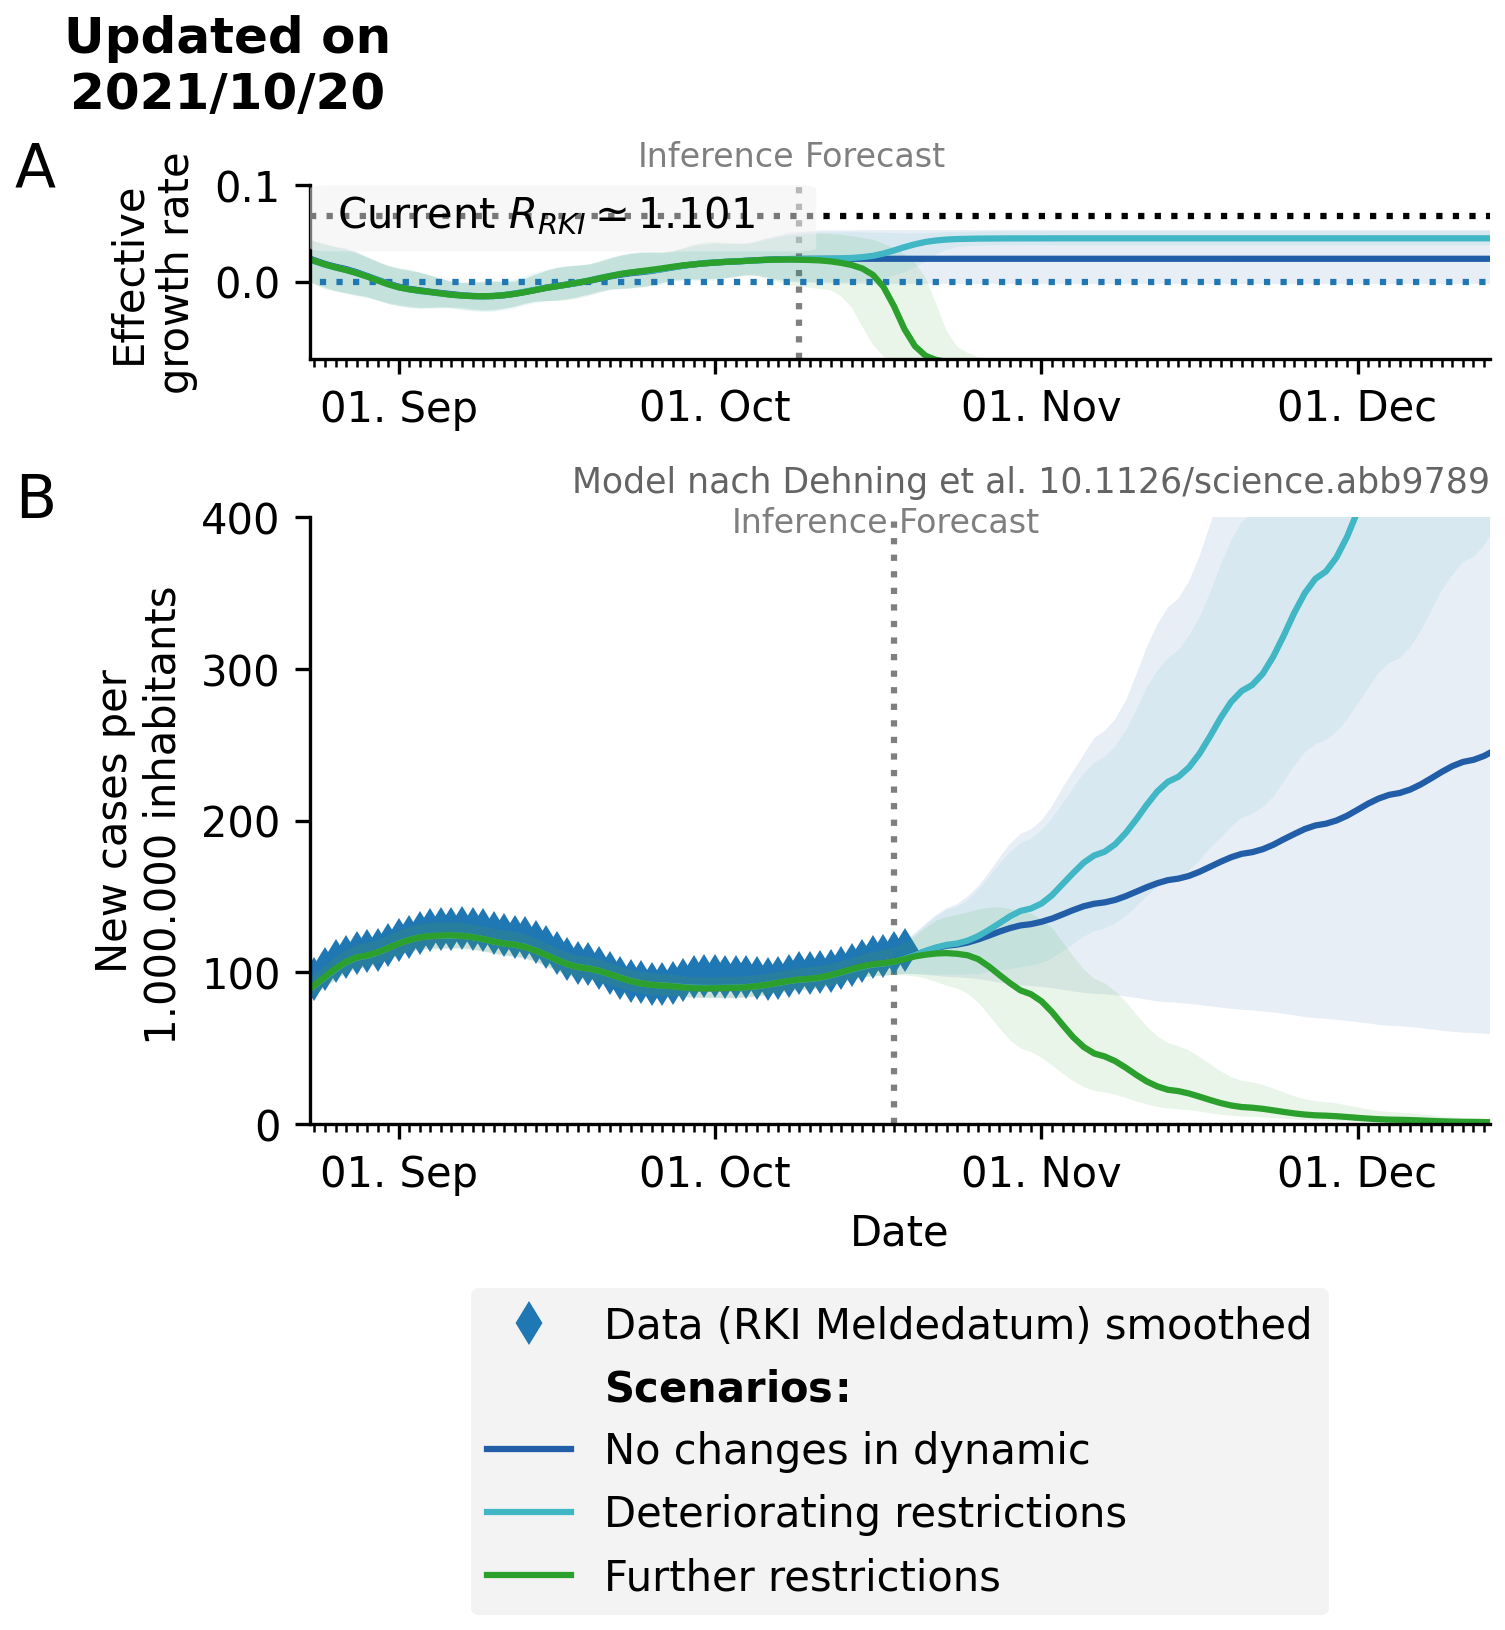 Updated on
2021/10/20
A
Inference Forecast
Effective
growth rate
0.1
0.0
Current R_RKI ≃ 1.101
01. Sep
01. Oct
01. Nov
01. Dec
B
Model nach Dehning et al. 10.1126/science.abb9789
Inference Forecast
New cases per
1.000.000 inhabitants
400
300
200
100
0
01. Sep
01. Oct
01. Nov
01. Dec
Date
Data (RKI Meldedatum) smoothed
Scenarios:
No changes in dynamic
Deteriorating restrictions
Further restrictions